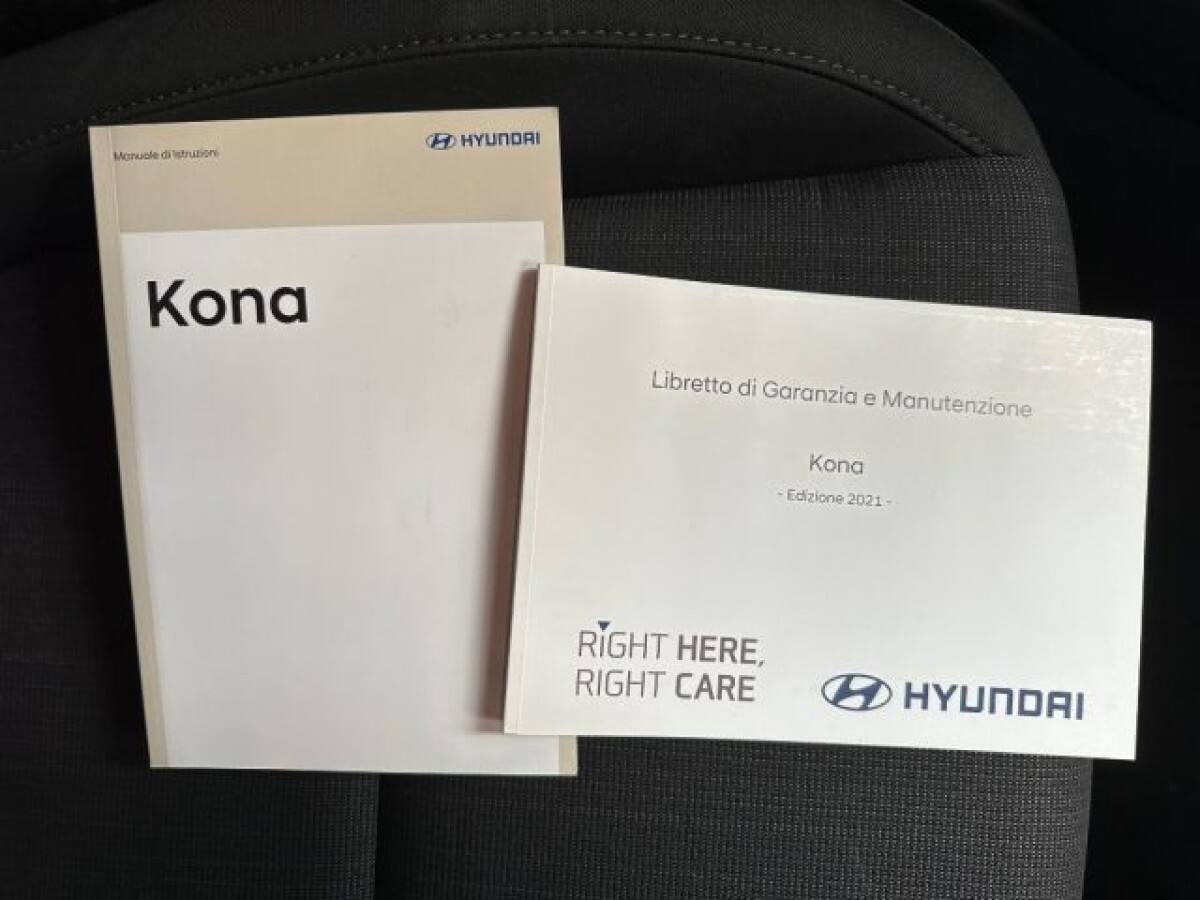 Manuale di Istruzioni
HYUNDAI
Kona
Libretto di Garanzia e Manutenzione
Kona
- Edizione 2021 -
RIGHT HERE,
RIGHT CARE
HYUNDAI